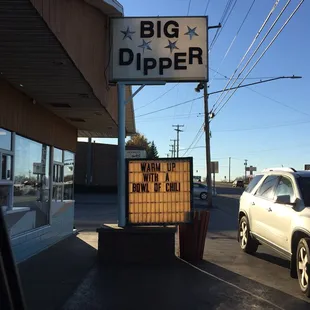 BIG
DIPPER
WARM UP
WITH A
BOWL OF CHILI